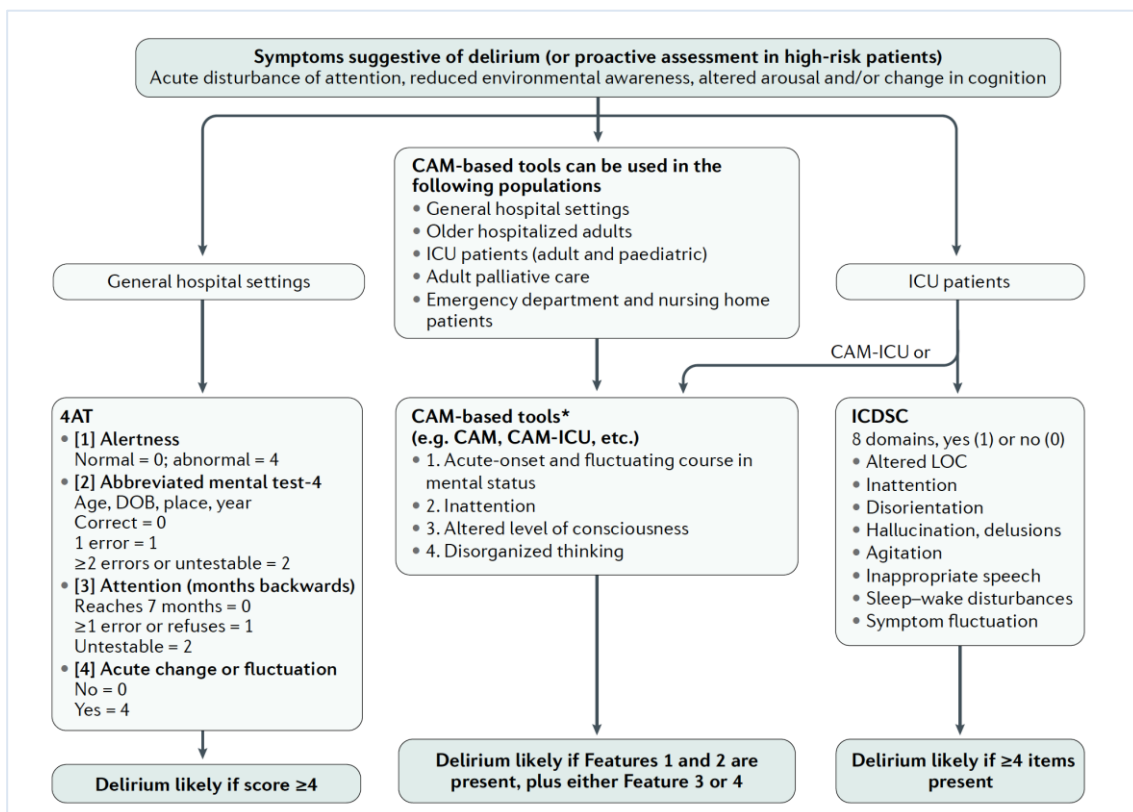 Symptoms suggestive of delirium (or proactive assessment in high-risk patients)
Acute disturbance of attention, reduced environmental awareness, altered arousal and/or change in cognition
CAM-based tools can be used in the
following populations
• General hospital settings
• Older hospitalized adults
• ICU patients (adult and paediatric)
• Adult palliative care
• Emergency department and nursing home
patients
General hospital settings
ICU patients
CAM-ICU or
4AT
• [1] Alertness
Normal = 0; abnormal = 4
• [2] Abbreviated mental test-4
Age, DOB, place, year
Correct = 0
1 error = 1
≥2 errors or untestable = 2
• [3] Attention (months backwards)
Reaches 7 months = 0
≥1 error or refuses = 1
Untestable = 2
• [4] Acute change or fluctuation
No = 0
Yes = 4
CAM-based tools*
(e.g. CAM, CAM-ICU, etc.)
• 1. Acute-onset and fluctuating course in
mental status
• 2. Inattention
• 3. Altered level of consciousness
• 4. Disorganized thinking
ICDSC
8 domains, yes (1) or no (0)
• Altered LOC
• Inattention
• Disorientation
• Hallucination, delusions
• Agitation
• Inappropriate speech
• Sleep–wake disturbances
• Symptom fluctuation
Delirium likely if score ≥4
Delirium likely if Features 1 and 2 are
present, plus either Feature 3 or 4
Delirium likely if ≥4 items
present